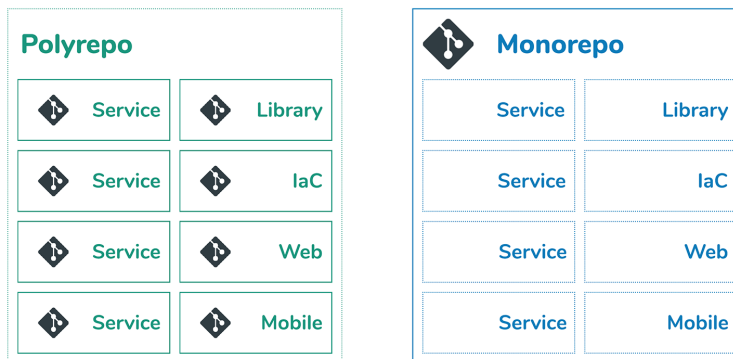 Polyrepo
Service
Library
Service
IaC
Service
Web
Service
Mobile
Monorepo
Service
Library
Service
IaC
Service
Web
Service
Mobile